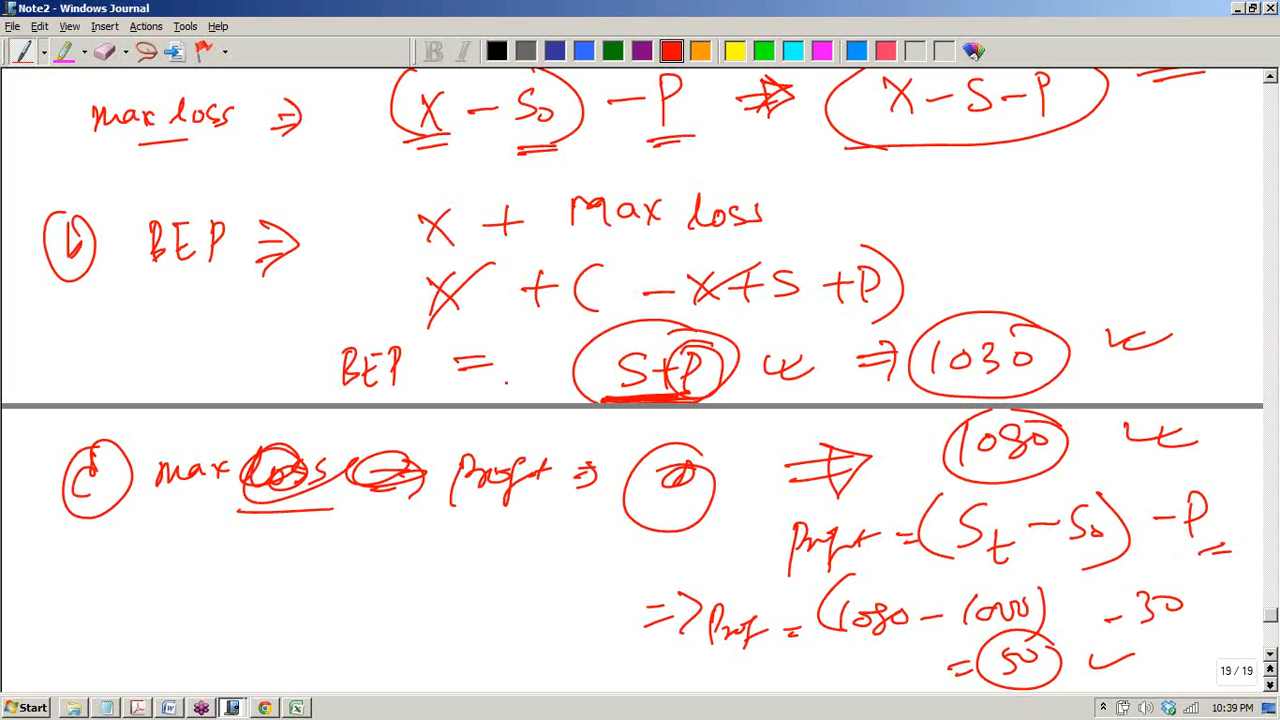 Note2 - Windows Journal
File Edit View Insert Actions Tools Help
B I
max loss ⇒ (X - S0) - P ⇒ X - S - P
b BEP ⇒ X + Max loss
X + ( - X + S + P)
BEP = S+P ⇒ 1030
c max loss profit ⇒ ⇒ 1080
Profit = (St - S0) - P
⇒ Prof = (1080 - 1000) - 30
= 50
19 / 19
Start 10:39 PM